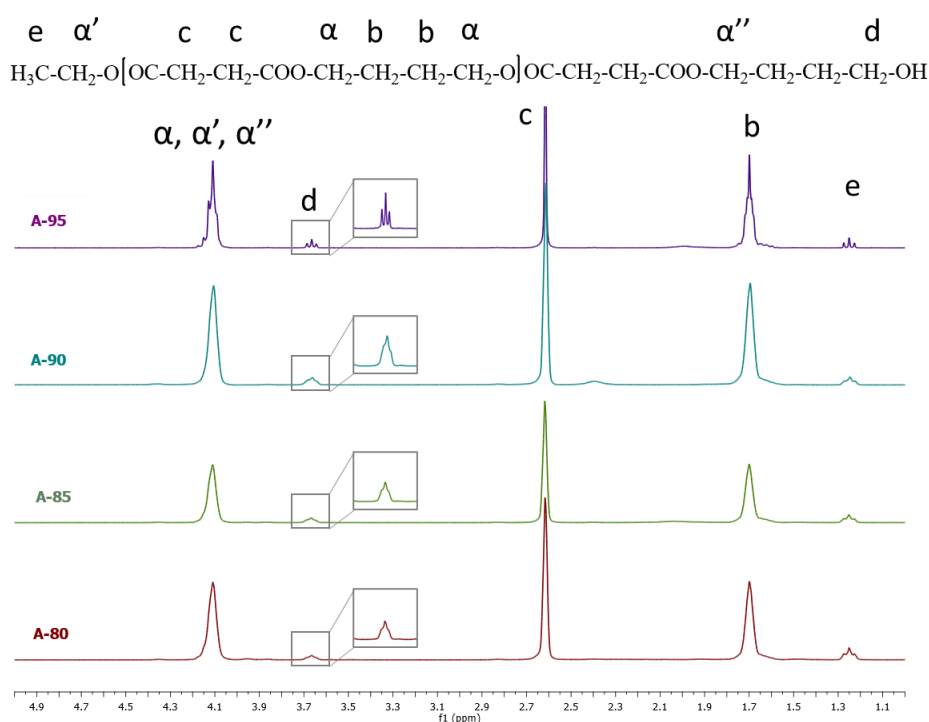 e α’ c c α b b α α’’ d
H₃C-CH₂-O[OC-CH₂-CH₂-COO-CH₂-CH₂-CH₂-CH₂-O]OC-CH₂-CH₂-COO-CH₂-CH₂-CH₂-CH₂-OH
α, α’, α’’ d c b e
A-95
A-90
A-85
A-80
4.9 4.7 4.5 4.3 4.1 3.9 3.7 3.5 3.3 3.1 2.9 2.7 2.5 2.3 2.1 1.9 1.7 1.5 1.3 1.1
f1 (ppm)